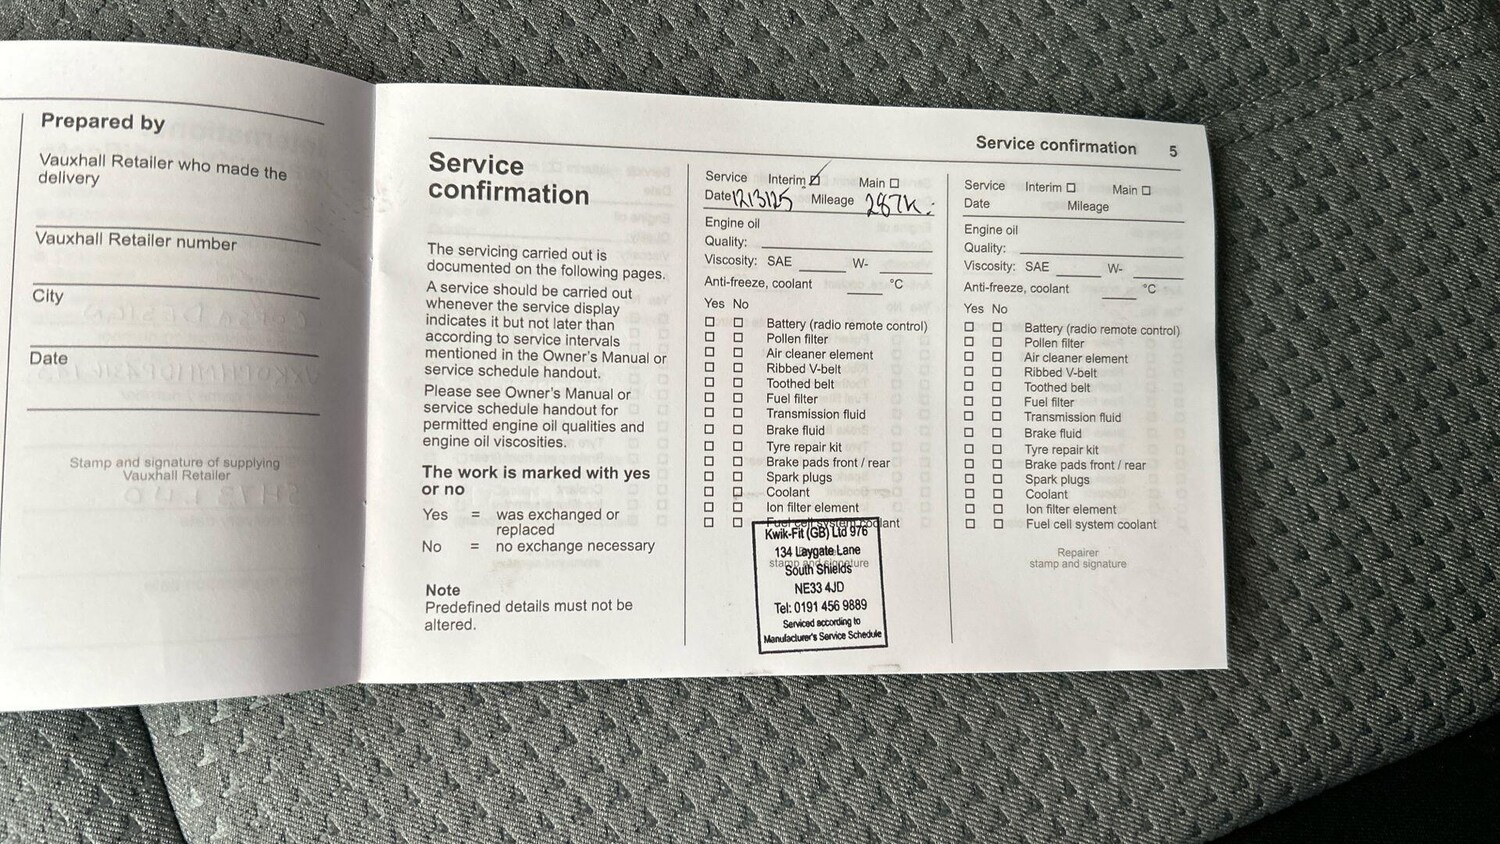 Prepared by
Vauxhall Retailer who made the
delivery
Vauxhall Retailer number
City
Date
Stamp and signature of supplying
Vauxhall Retailer
Service confirmation 5
Service
confirmation
The servicing carried out is
documented on the following pages.
A service should be carried out
whenever the service display
indicates it but not later than
according to service intervals
mentioned in the Owner's Manual or
service schedule handout.
Please see Owner's Manual or
service schedule handout for
permitted engine oil qualities and
engine oil viscosities.
The work is marked with yes
or no
Yes = was exchanged or
replaced
No = no exchange necessary
Note
Predefined details must not be
altered.
Service Interim Main
Date 12/3/25 Mileage 287K
Engine oil
Quality:
Viscosity: SAE W-
Anti-freeze, coolant °C
Yes No
Battery (radio remote control)
Pollen filter
Air cleaner element
Ribbed V-belt
Toothed belt
Fuel filter
Transmission fluid
Brake fluid
Tyre repair kit
Brake pads front / rear
Spark plugs
Coolant
Ion filter element
Fuel cell system coolant
stamp and signature
Kwik-Fit (GB) Ltd 976
134 Laygate Lane
South Shields
NE33 4JD
Tel: 0191 456 9889
Serviced according to
Manufacturer's Service Schedule
Service Interim Main
Date Mileage
Engine oil
Quality:
Viscosity: SAE W-
Anti-freeze, coolant °C
Yes No
Battery (radio remote control)
Pollen filter
Air cleaner element
Ribbed V-belt
Toothed belt
Fuel filter
Transmission fluid
Brake fluid
Tyre repair kit
Brake pads front / rear
Spark plugs
Coolant
Ion filter element
Fuel cell system coolant
Repairer
stamp and signature